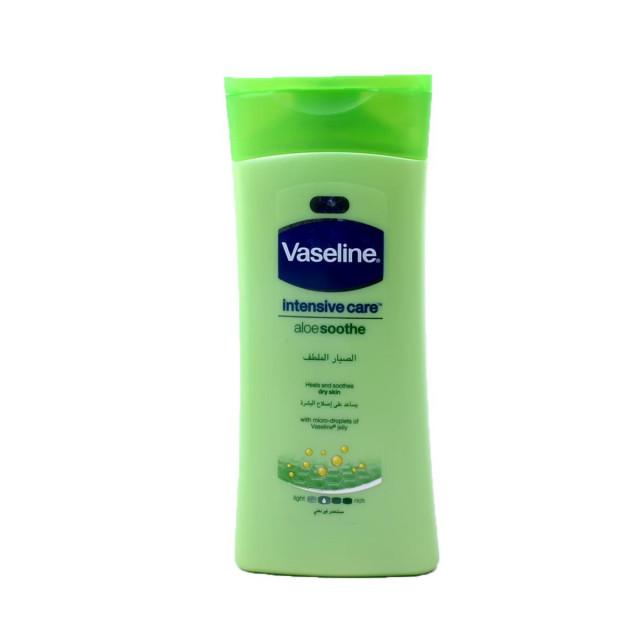 Vaseline®
intensive care™
aloe soothe
الصبار الملطف
Heals and soothes
dry skin
يساعد على إصلاح البشرة
with micro-droplets of
Vaseline® jelly
light rich